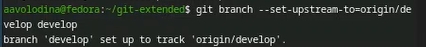 aavolodina@fedora:~/git-extended$ git branch --set-upstream-to=origin/de
velop develop
branch 'develop' set up to track 'origin/develop'.